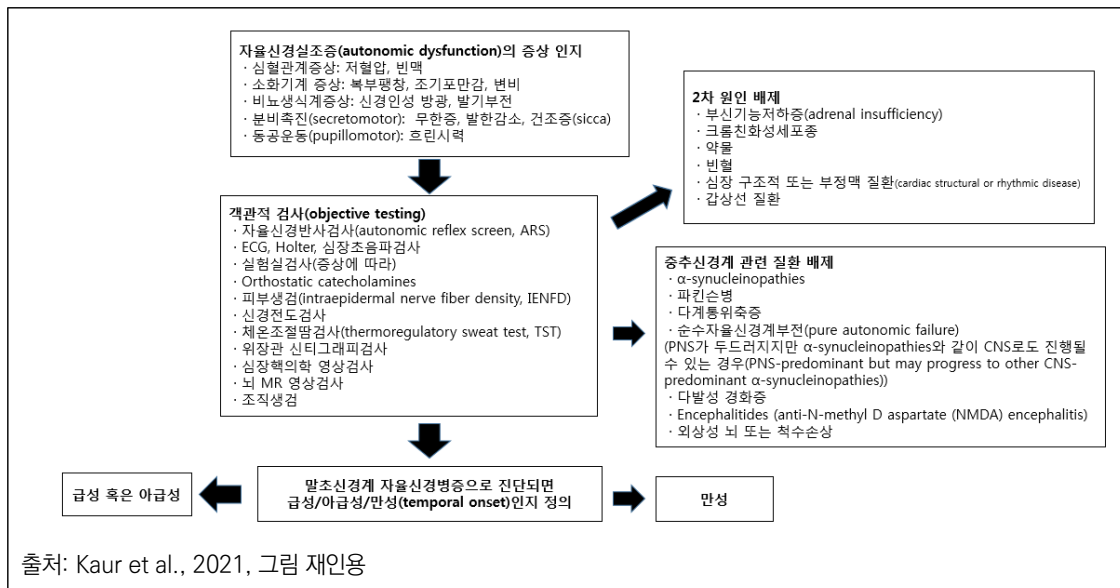 자율신경실조증(autonomic dysfunction)의 증상 인지
· 심혈관계증상: 저혈압, 빈맥
· 소화기계 증상: 복부팽창, 조기포만감, 변비
· 비뇨생식계증상: 신경인성 방광, 발기부전
· 분비촉진(secretomotor): 무한증, 발한감소, 건조증(sicca)
· 동공운동(pupillomotor): 흐린시력
2차 원인 배제
· 부신기능저하증(adrenal insufficiency)
· 크롬친화성세포종
· 약물
· 빈혈
· 심장 구조적 또는 부정맥 질환(cardiac structural or rhythmic disease)
· 갑상선 질환
객관적 검사(objective testing)
· 자율신경반사검사(autonomic reflex screen, ARS)
· ECG, Holter, 심장초음파검사
· 실험실검사(증상에 따라)
· Orthostatic catecholamines
· 피부생검(intraepidermal nerve fiber density, IENFD)
· 신경전도검사
· 체온조절땀검사(thermoregulatory sweat test, TST)
· 위장관 신티그래피검사
· 심장핵의학 영상검사
· 뇌 MR 영상검사
· 조직생검
중추신경계 관련 질환 배제
· α-synucleinopathies
· 파킨슨병
· 다계통위축증
· 순수자율신경계부전(pure autonomic failure)
(PNS가 두드러지지만 α-synucleinopathies와 같이 CNS로도 진행될
수 있는 경우(PNS-predominant but may progress to other CNS-
predominant α-synucleinopathies))
· 다발성 경화증
· Encephalitides (anti-N-methyl D aspartate (NMDA) encephalitis)
· 외상성 뇌 또는 척수손상
급성 혹은 아급성
말초신경계 자율신경병증으로 진단되면
급성/아급성/만성(temporal onset)인지 정의
만성
출처: Kaur et al., 2021, 그림 재인용